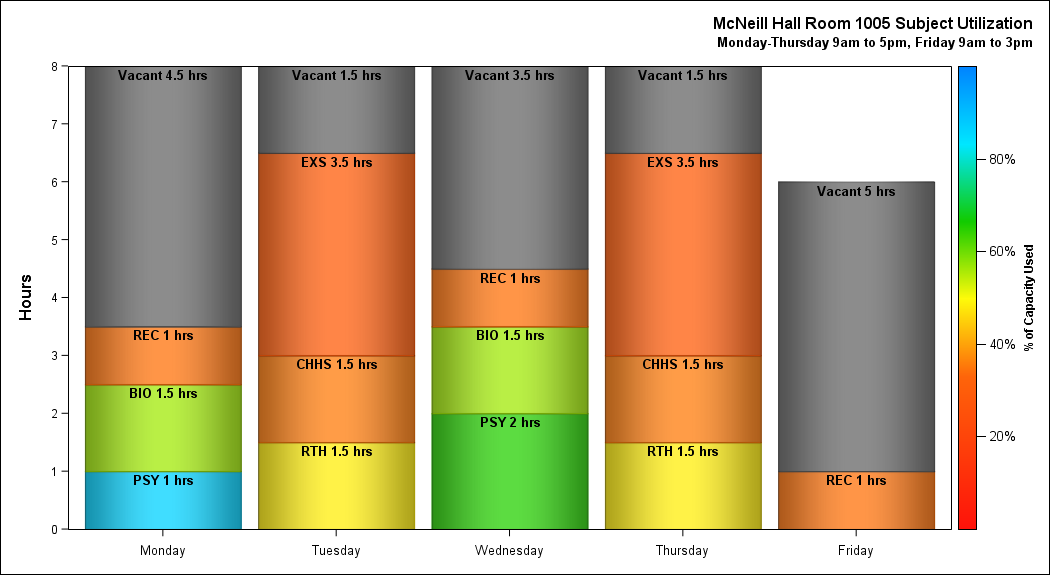 McNeill Hall Room 1005 Subject Utilization
Monday-Thursday 9am to 5pm, Friday 9am to 3pm
Hours
8
7
6
5
4
3
2
1
0
Vacant 4.5 hrs
REC 1 hrs
BIO 1.5 hrs
PSY 1 hrs
Vacant 1.5 hrs
EXS 3.5 hrs
CHHS 1.5 hrs
RTH 1.5 hrs
Vacant 3.5 hrs
REC 1 hrs
BIO 1.5 hrs
PSY 2 hrs
Vacant 1.5 hrs
EXS 3.5 hrs
CHHS 1.5 hrs
RTH 1.5 hrs
Vacant 5 hrs
REC 1 hrs
Monday
Tuesday
Wednesday
Thursday
Friday
80%
60%
40%
20%
% of Capacity Used